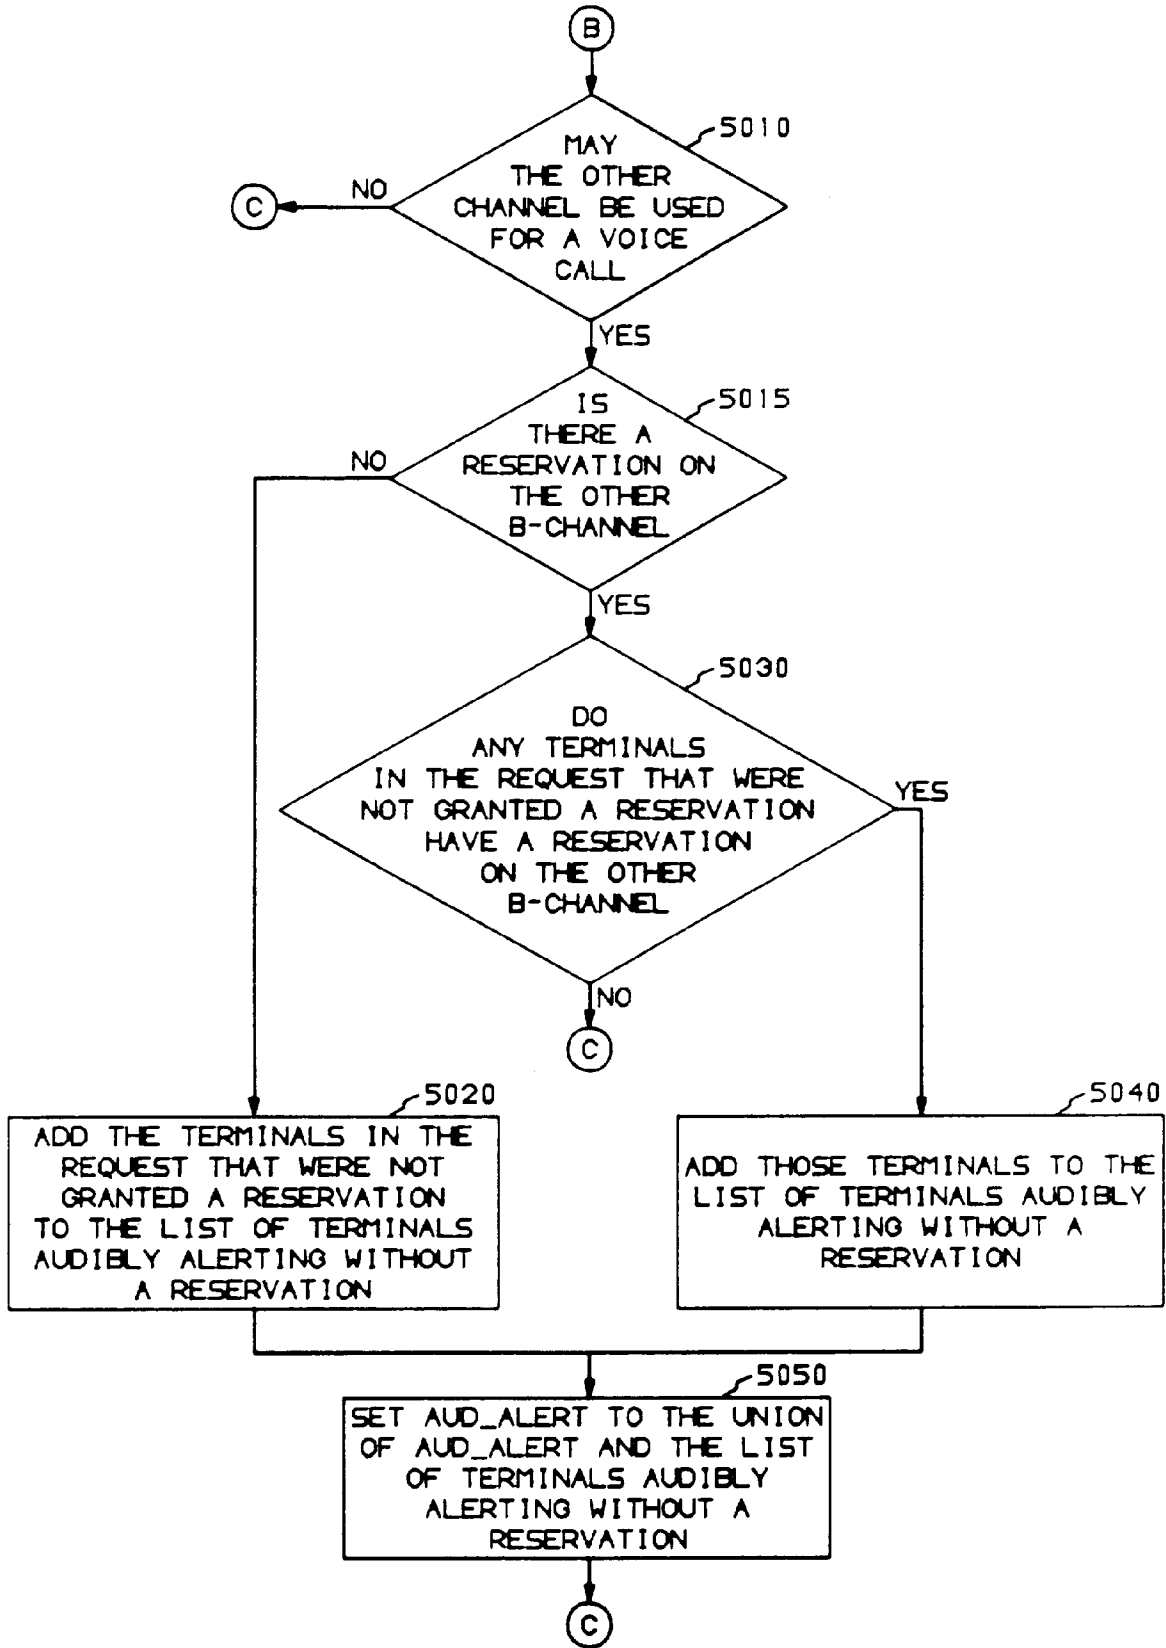 B
5010
MAY
THE OTHER
CHANNEL BE USED
FOR A VOICE
CALL
NO
C
YES
5015
IS
THERE A
RESERVATION ON
THE OTHER
B-CHANNEL
NO
YES
5030
DO
ANY TERMINALS
IN THE REQUEST THAT WERE
NOT GRANTED A RESERVATION
HAVE A RESERVATION
ON THE OTHER
B-CHANNEL
YES
NO
C
5020
ADD THE TERMINALS IN THE
REQUEST THAT WERE NOT
GRANTED A RESERVATION
TO THE LIST OF TERMINALS
AUDIBLY ALERTING WITHOUT
A RESERVATION
5040
ADD THOSE TERMINALS TO THE
LIST OF TERMINALS AUDIBLY
ALERTING WITHOUT A
RESERVATION
5050
SET AUD_ALERT TO THE UNION
OF AUD_ALERT AND THE LIST
OF TERMINALS AUDIBLY
ALERTING WITHOUT A
RESERVATION
C